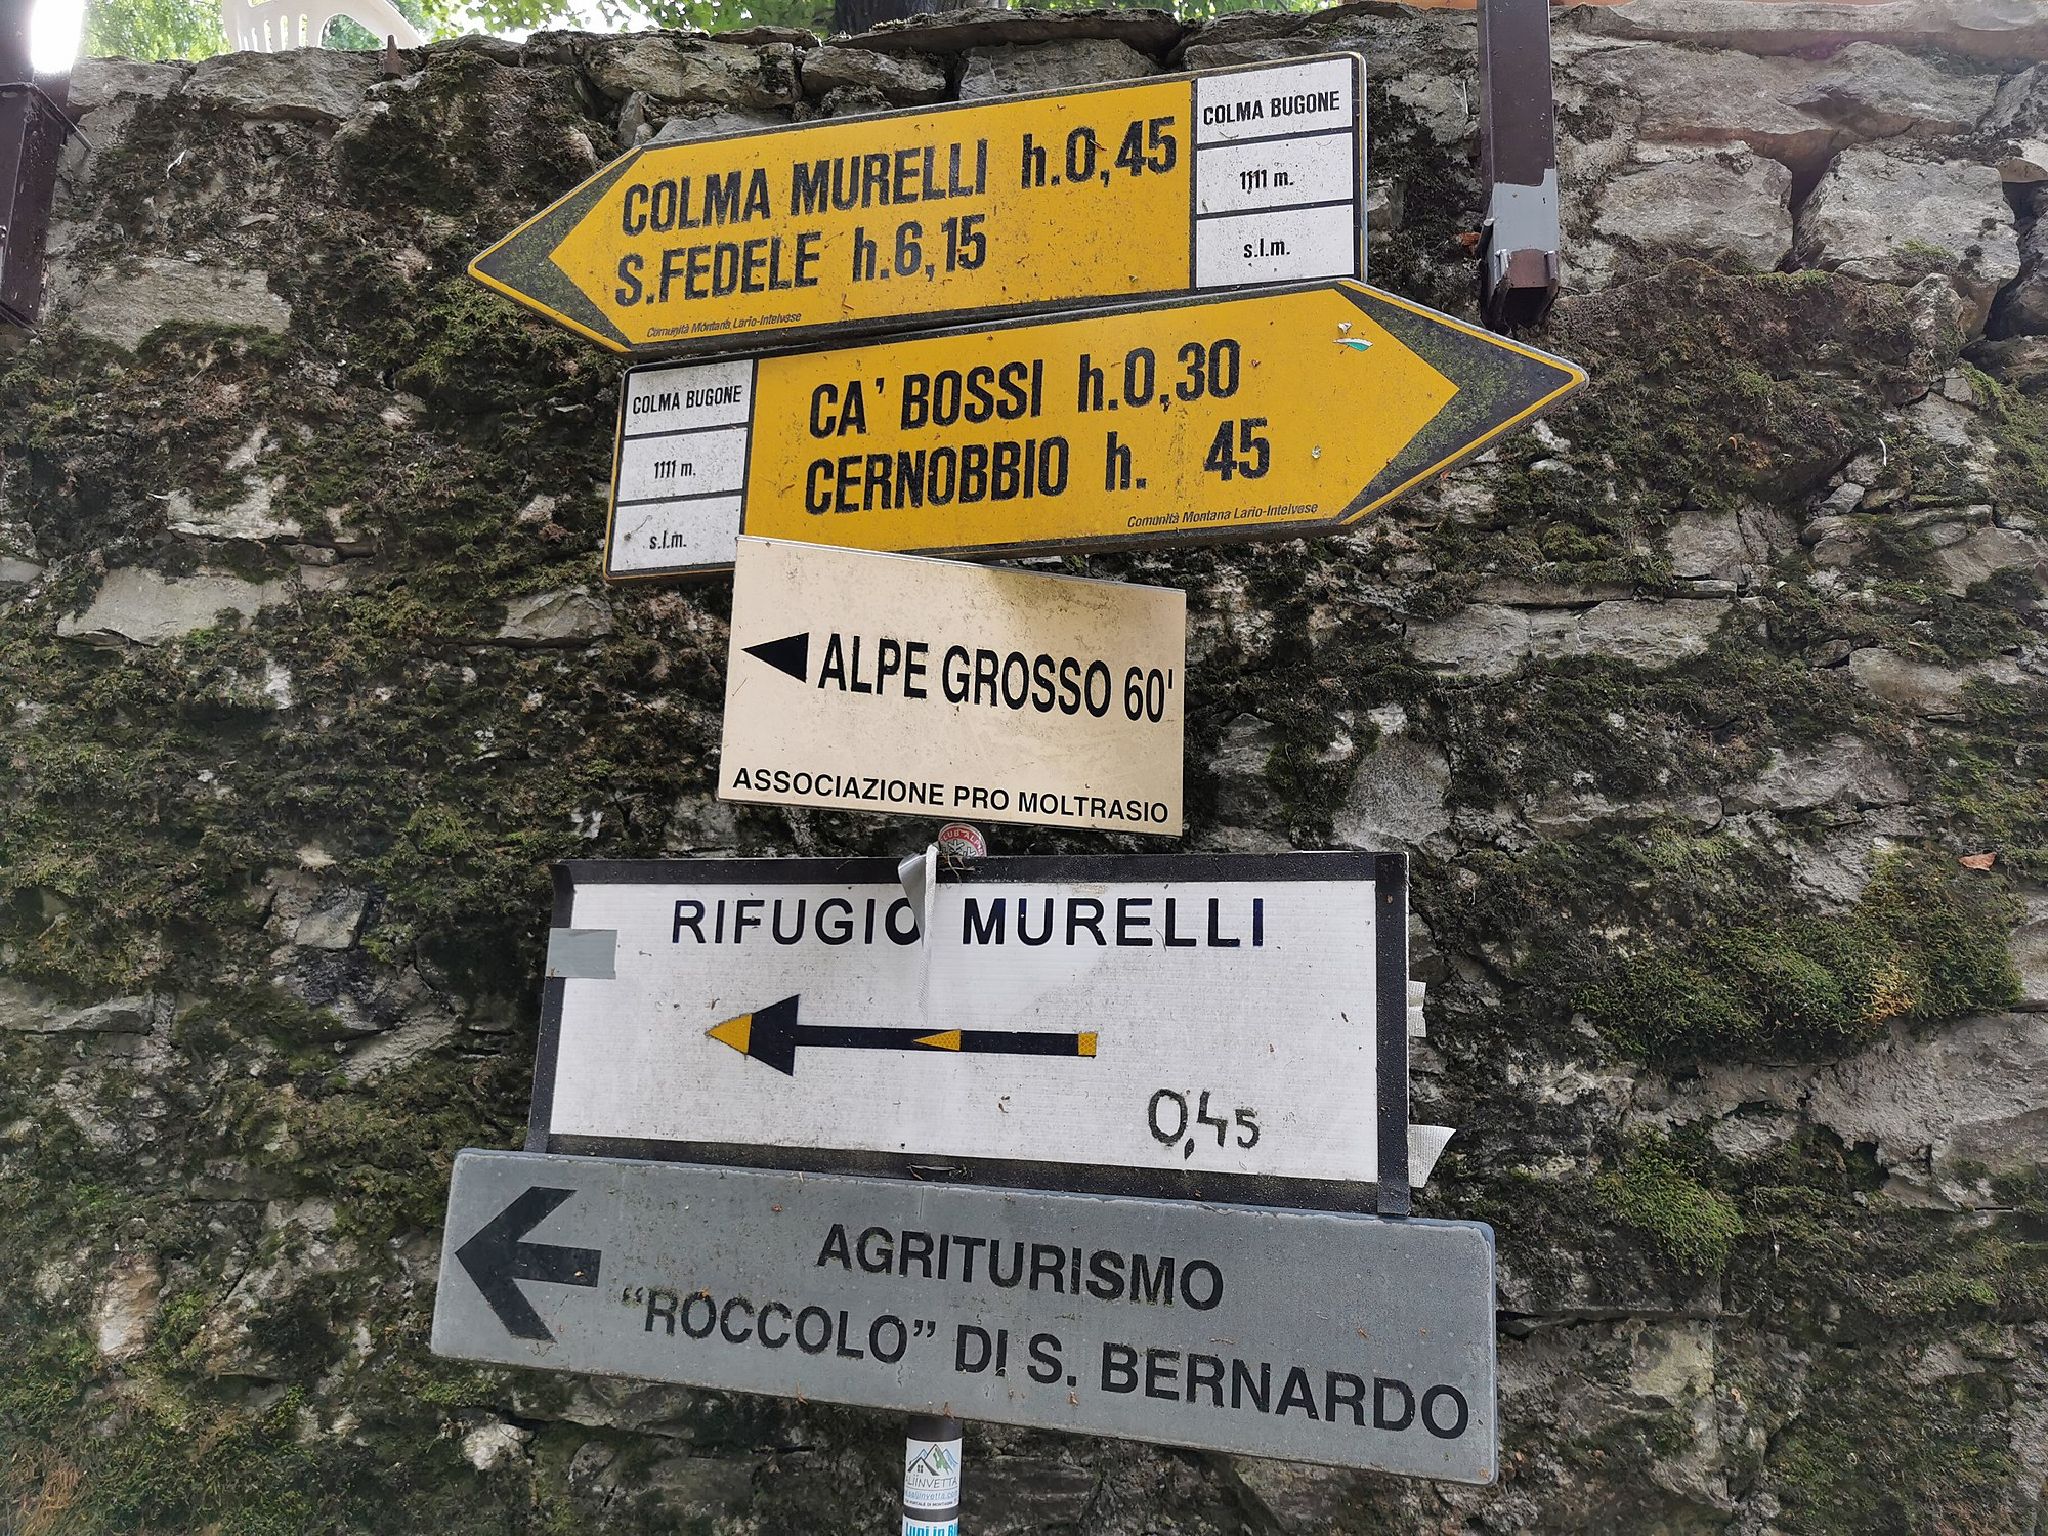 COLMA MURELLI h.0,45
S.FEDELE h.6,15
Comunità Montana Lario-Intelvese
COLMA BUGONE
1111 m.
s.l.m.
COLMA BUGONE
1111 m.
s.l.m.
CA' BOSSI h.0,30
CERNOBBIO h. 45
Comunità Montana Lario-Intelvese
ALPE GROSSO 60'
ASSOCIAZIONE PRO MOLTRASIO
RIFUGIO MURELLI
0,45
AGRITURISMO
“ROCCOLO” DI S. BERNARDO